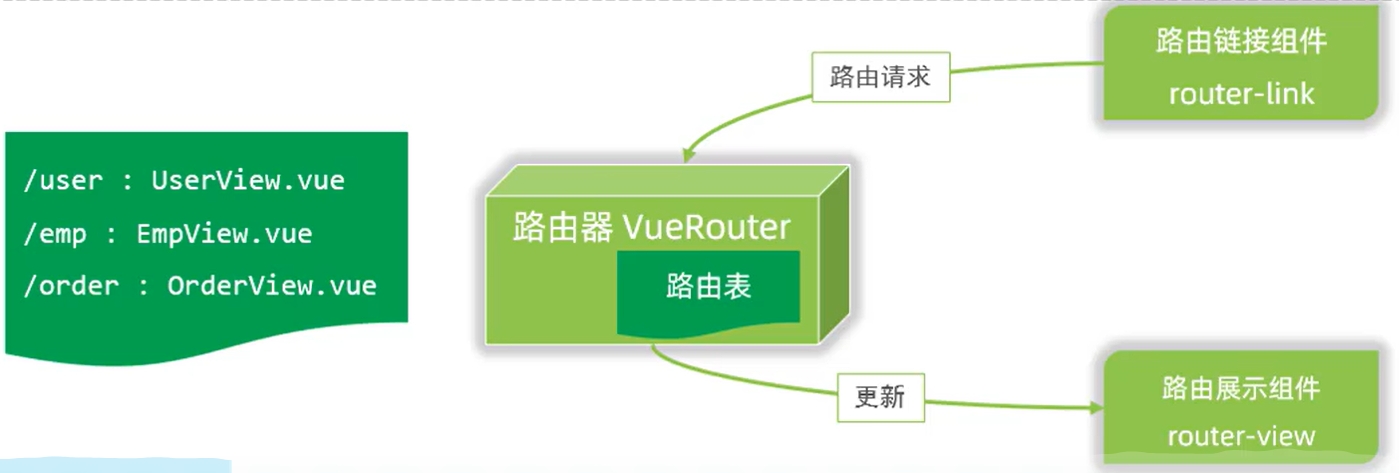 路由链接组件
router-link
路由请求
/user : UserView.vue
/emp : EmpView.vue
/order : OrderView.vue
路由器 VueRouter
路由表
更新
路由展示组件
router-view